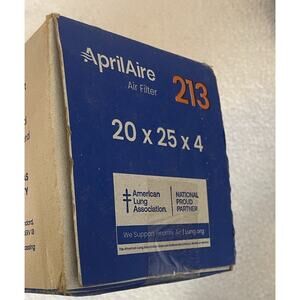 AprilAire
Air Filter
213
20 x 25 x 4
American
Lung
Association.
NATIONAL
PROUD
PARTNER
We Support Healthy Air | Lung.org